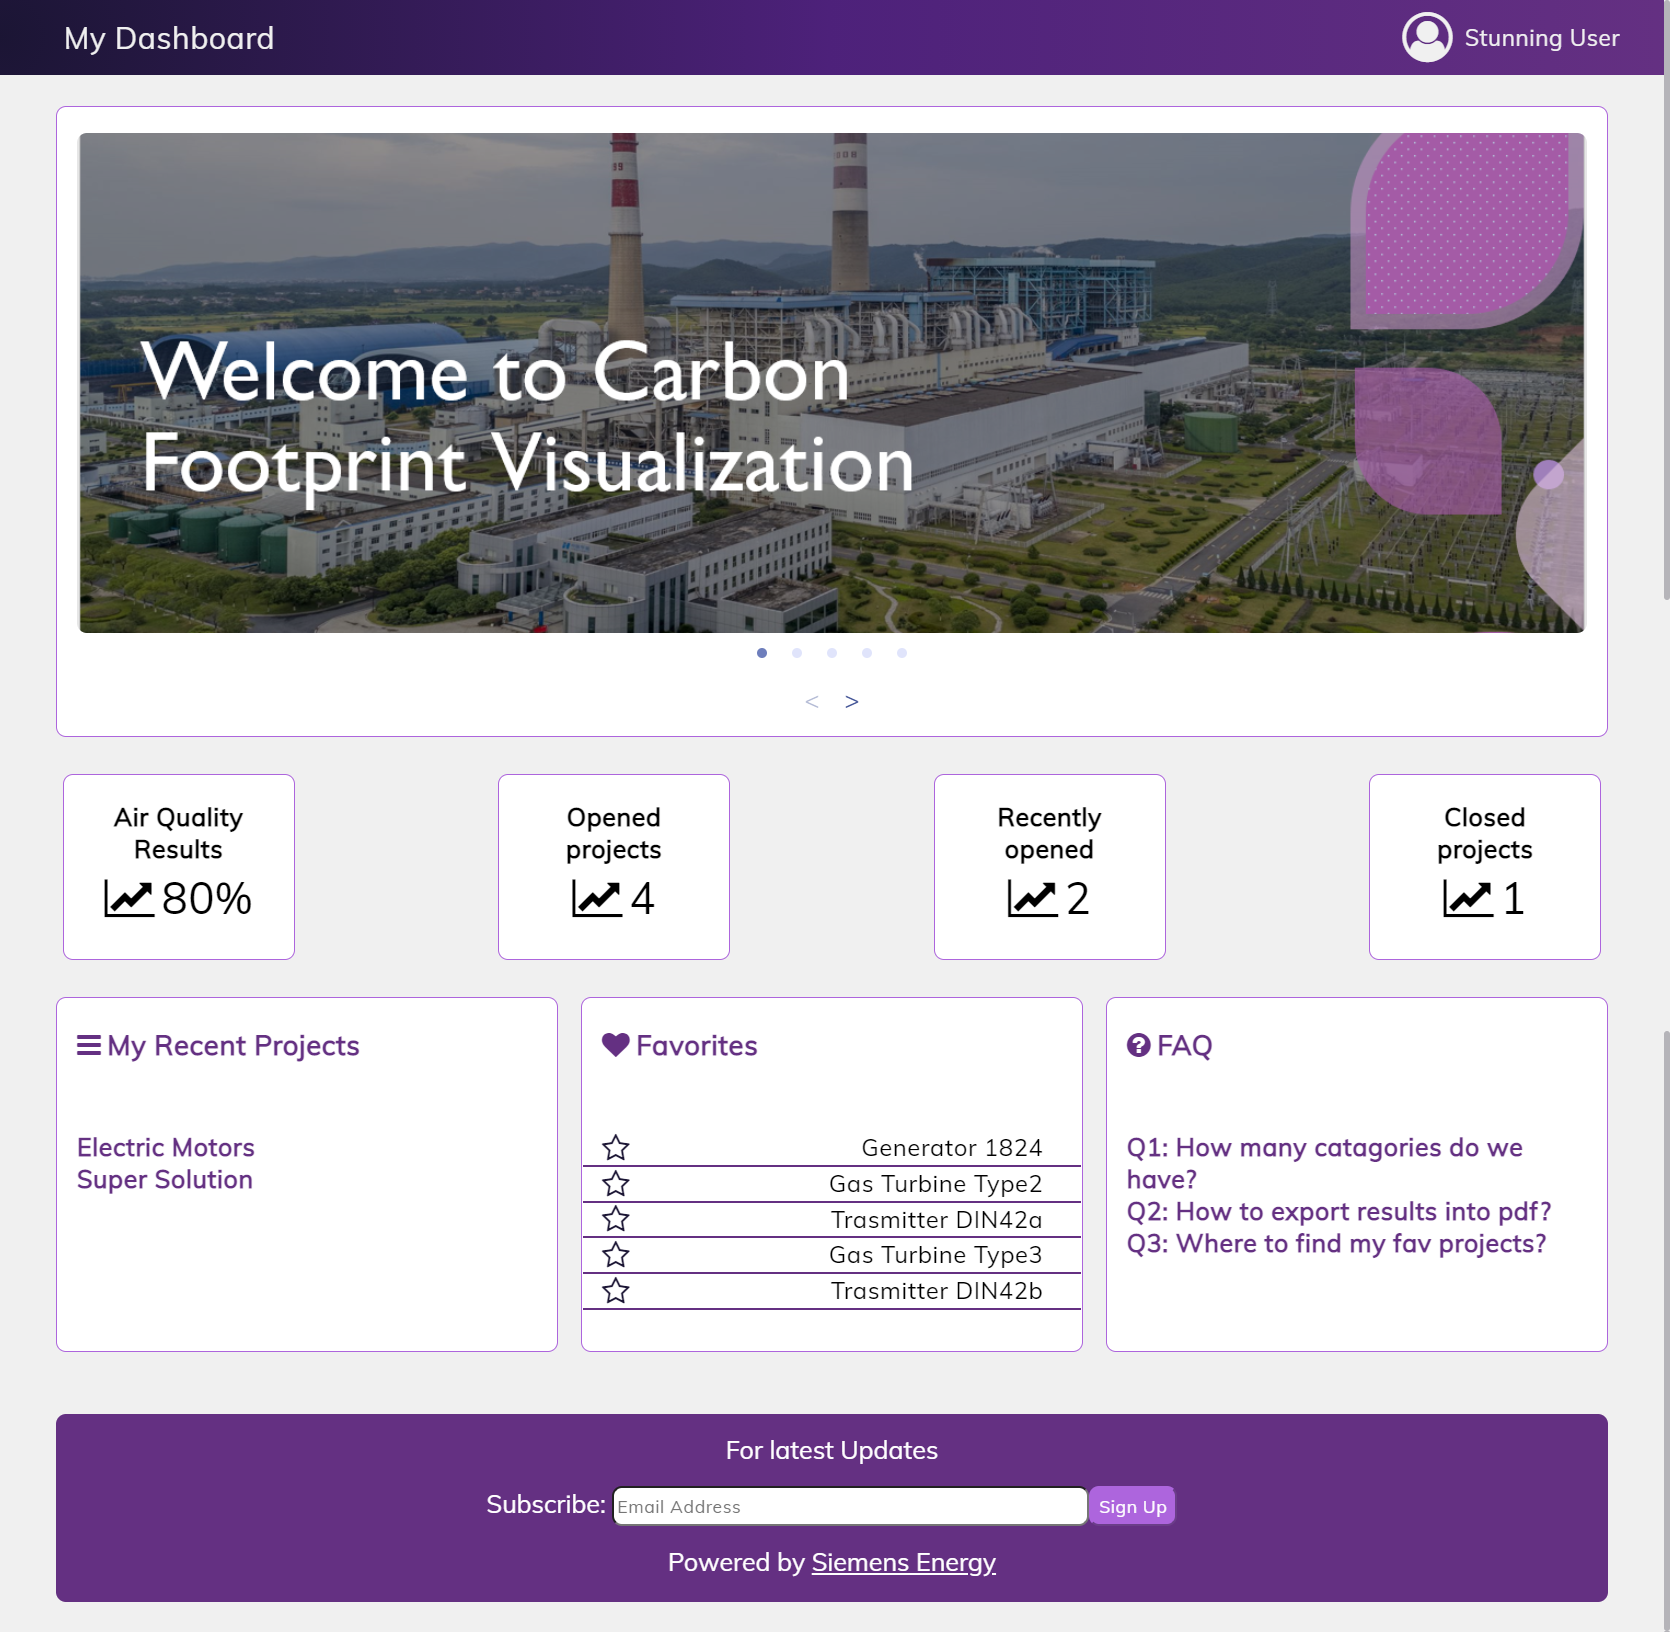 My Dashboard
Stunning User
Welcome to Carbon
Footprint Visualization
< >
Air Quality
Results
80%
Opened
projects
4
Recently
opened
2
Closed
projects
1
My Recent Projects
Electric Motors
Super Solution
Favorites
Generator 1824
Gas Turbine Type2
Trasmitter DIN42a
Gas Turbine Type3
Trasmitter DIN42b
FAQ
Q1: How many catagories do we
have?
Q2: How to export results into pdf?
Q3: Where to find my fav projects?
For latest Updates
Subscribe: Email Address Sign Up
Powered by Siemens Energy